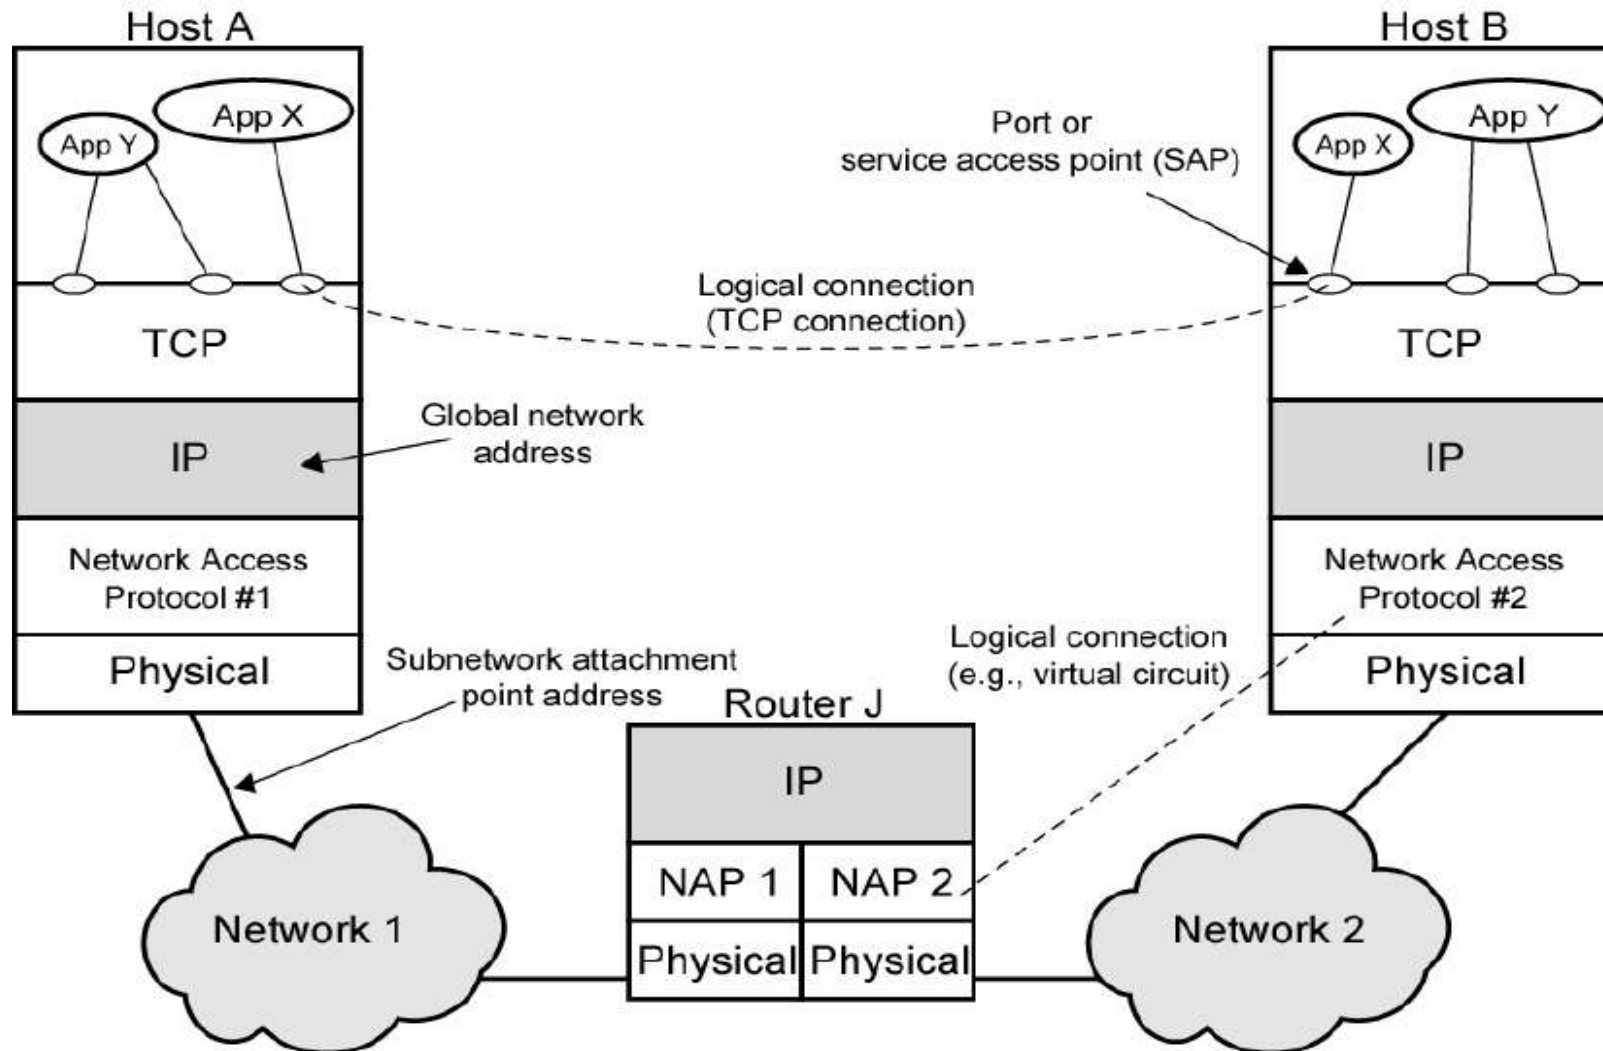 Host A
Host B
App X
App Y
Port or
service access point (SAP)
App Y
App X
Logical connection
(TCP connection)
TCP
TCP
Global network
address
IP
IP
Network Access
Protocol #1
Network Access
Protocol #2
Logical connection
(e.g., virtual circuit)
Physical
Subnetwork attachment
point address
Physical
Router J
IP
NAP 1
NAP 2
Network 1
Network 2
Physical
Physical